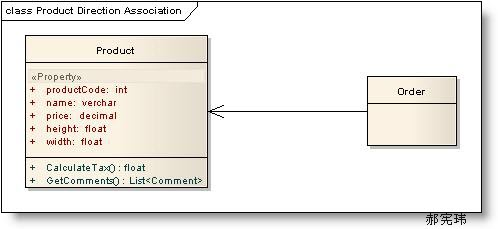 class Product Direction Association
Product
«Property»
+ productCode: int
+ name: verchar
+ price: decimal
+ height: float
+ width: float
+ CalculateTax() : float
+ GetComments() : List<Comment>
Order
郝宪玮